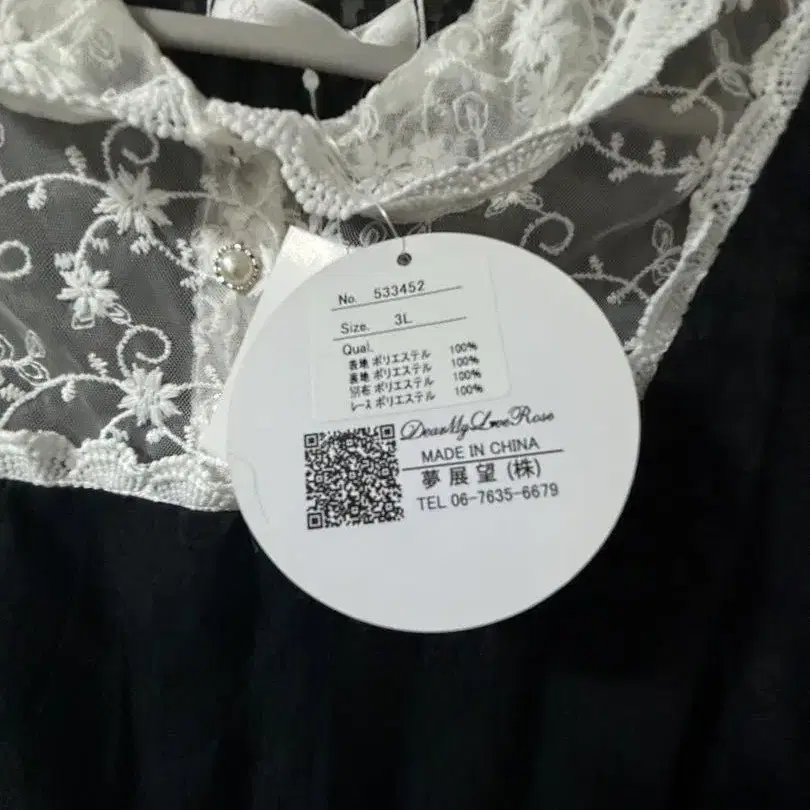 No. 533452
Size. 3L
Qual.
表地 ポリエステル 100%
裏地 ポリエステル 100%
別布 ポリエステル 100%
レース ポリエステル 100%
DearMyLoveRose
MADE IN CHINA
夢展望(株)
TEL 06-7635-6679